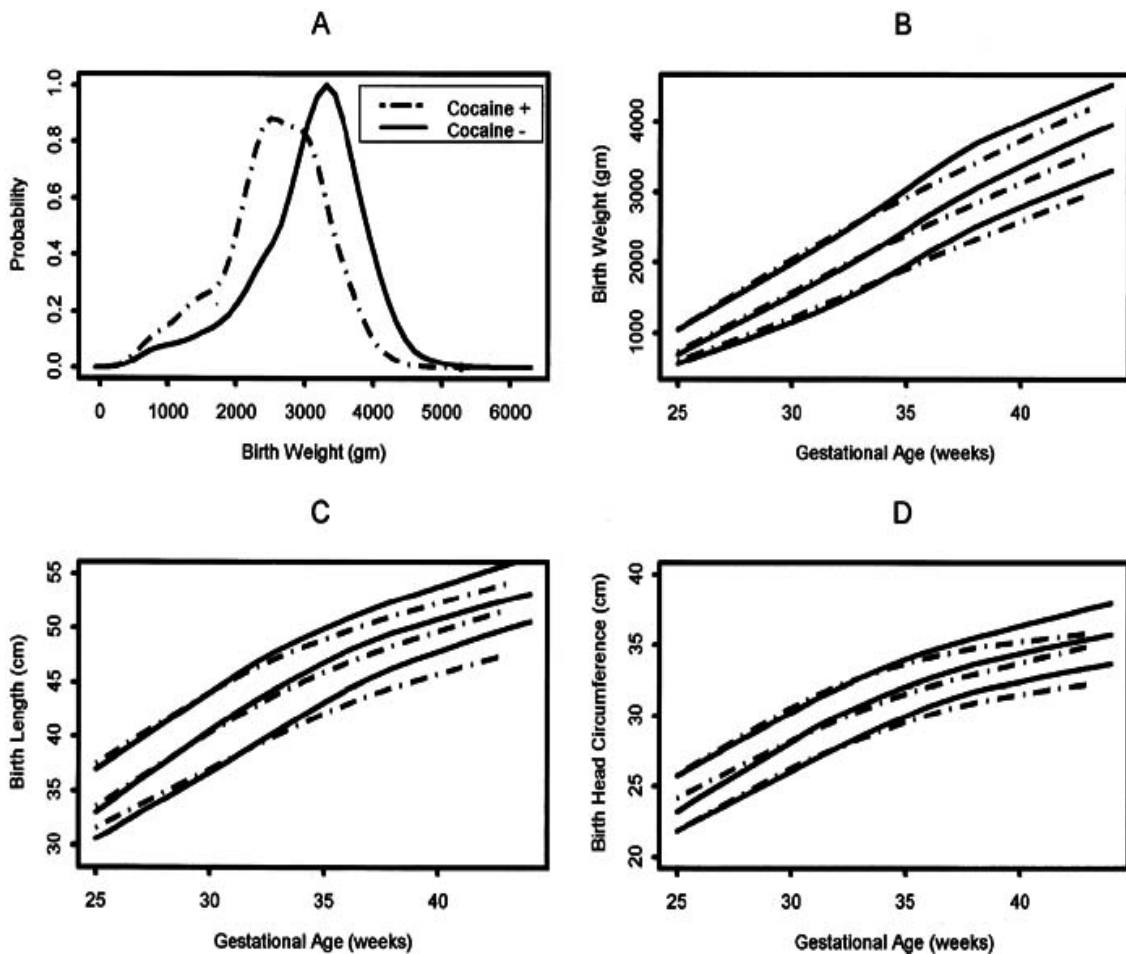 A
Cocaine +
Cocaine -
Probability
0.0 0.2 0.4 0.6 0.8 1.0
0 1000 2000 3000 4000 5000 6000
Birth Weight (gm)
B
Birth Weight (gm)
1000 2000 3000 4000
25 30 35 40
Gestational Age (weeks)
C
Birth Length (cm)
30 35 40 45 50 55
25 30 35 40
Gestational Age (weeks)
D
Birth Head Circumference (cm)
20 25 30 35 40
25 30 35 40
Gestational Age (weeks)